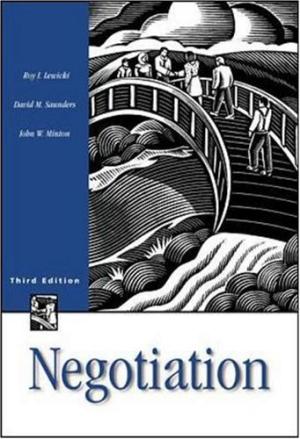 Roy J. Lewicki
David M. Saunders
John W. Minton
Third Edition
Negotiation